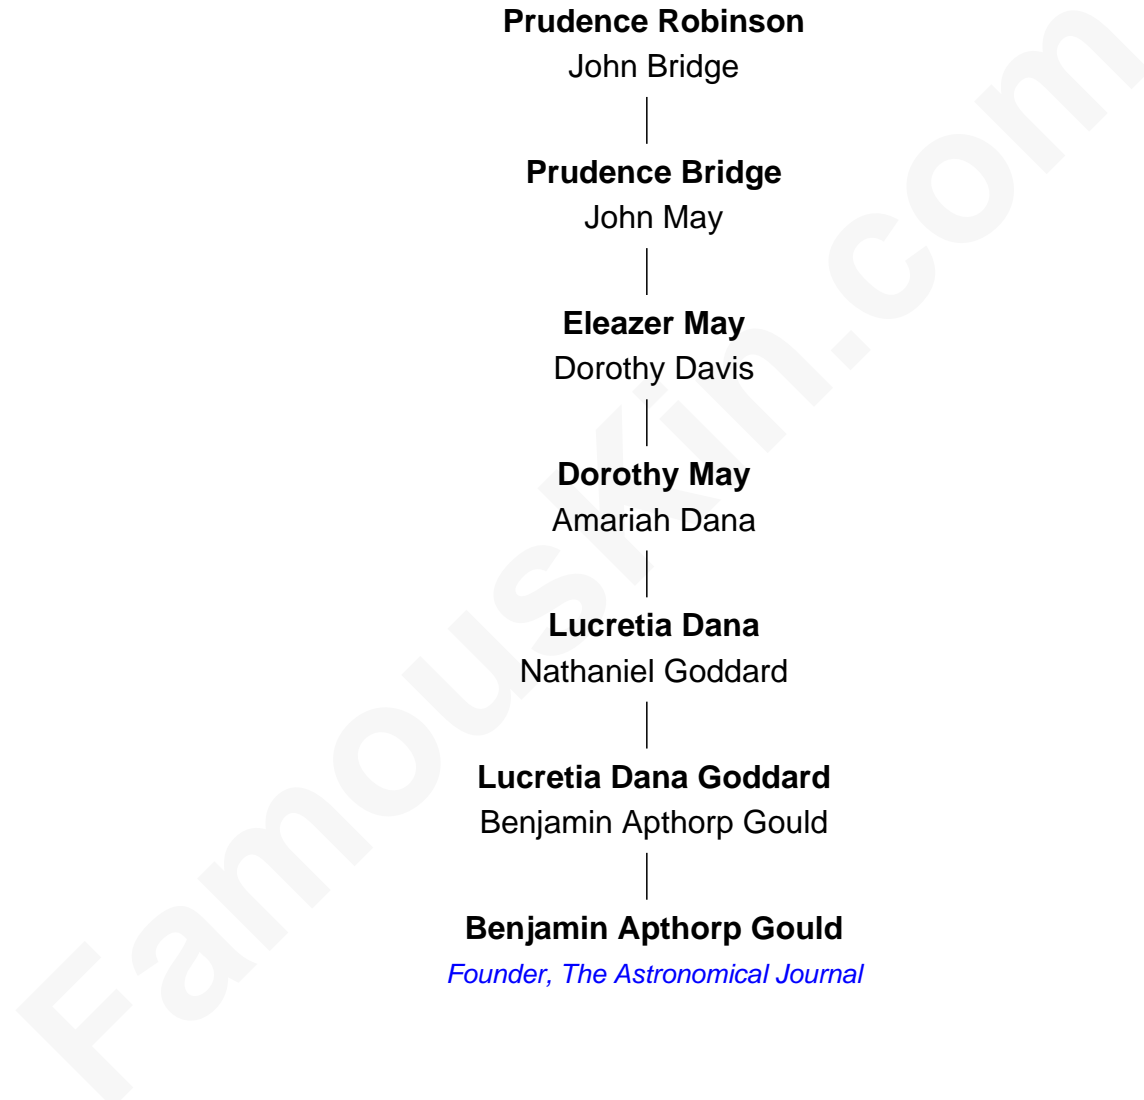 Prudence Robinson
John Bridge
Prudence Bridge
John May
Eleazer May
Dorothy Davis
Dorothy May
Amariah Dana
Lucretia Dana
Nathaniel Goddard
Lucretia Dana Goddard
Benjamin Apthorp Gould
Benjamin Apthorp Gould
Founder, The Astronomical Journal
FamousKin.com